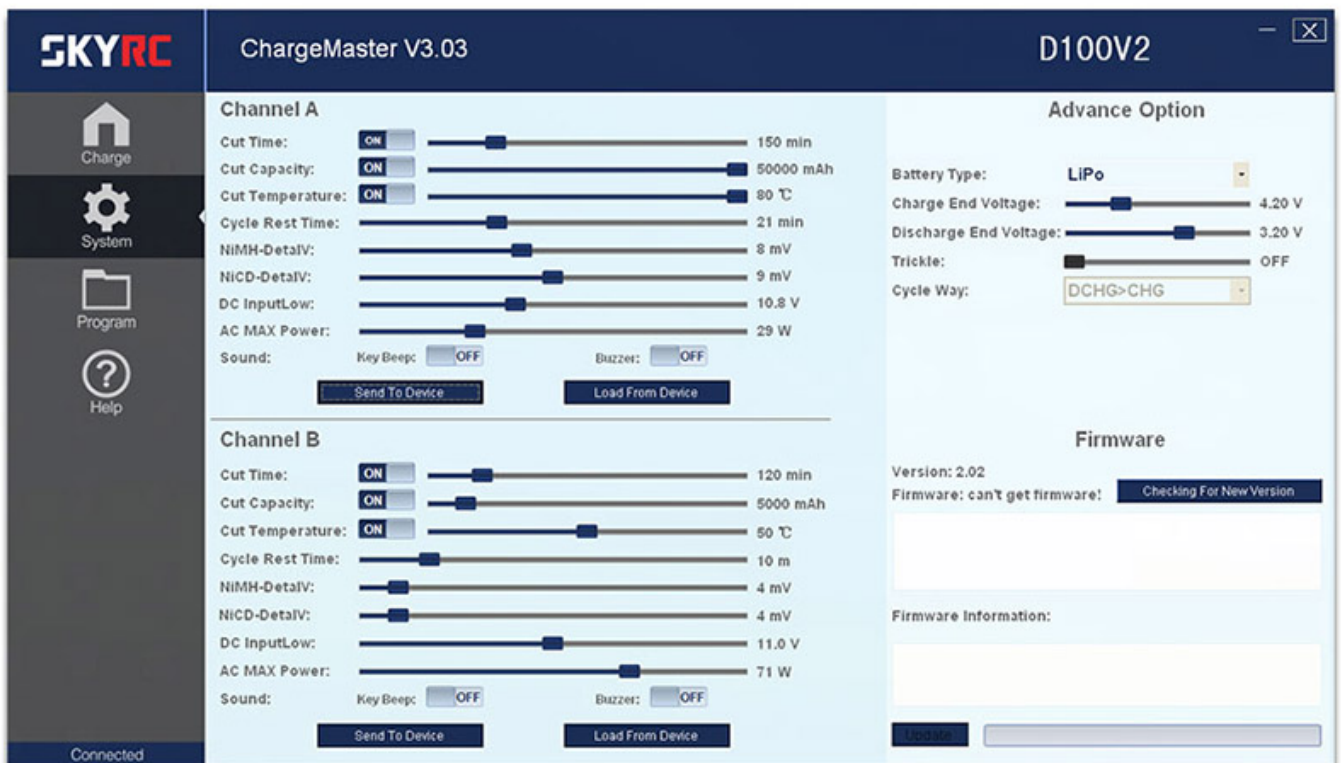 SKYRC
ChargeMaster V3.03
D100V2
Charge
System
Program
Help
Connected
Channel A
Cut Time: ON 150 min
Cut Capacity: ON 50000 mAh
Cut Temperature: ON 80 ℃
Cycle Rest Time: 21 min
NiMH-DetalV: 8 mV
NiCD-DetalV: 9 mV
DC InputLow: 10.8 V
AC MAX Power: 29 W
Sound: Key Beep: OFF Buzzer: OFF
Send To Device Load From Device
Channel B
Cut Time: ON 120 min
Cut Capacity: ON 5000 mAh
Cut Temperature: ON 50 ℃
Cycle Rest Time: 10 m
NiMH-DetalV: 4 mV
NiCD-DetalV: 4 mV
DC InputLow: 11.0 V
AC MAX Power: 71 W
Sound: Key Beep: OFF Buzzer: OFF
Send To Device Load From Device
Advance Option
Battery Type: LiPo
Charge End Voltage: 4.20 V
Discharge End Voltage: 3.20 V
Trickle: OFF
Cycle Way: DCHG>CHG
Firmware
Version: 2.02
Firmware: can't get firmware! Checking For New Version
Firmware Information:
Update